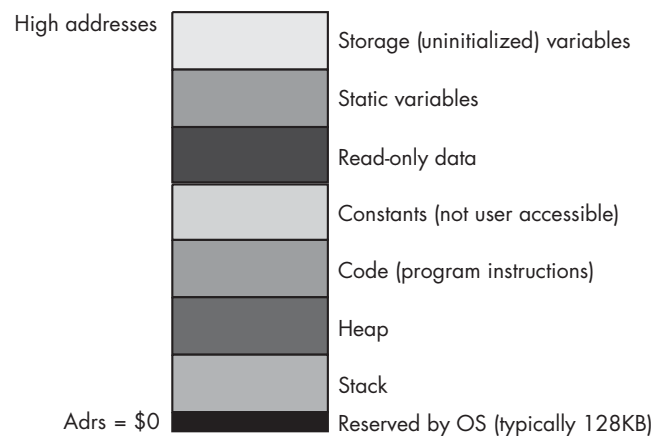 High addresses
Storage (uninitialized) variables
Static variables
Read-only data
Constants (not user accessible)
Code (program instructions)
Heap
Stack
Adrs = $0
Reserved by OS (typically 128KB)